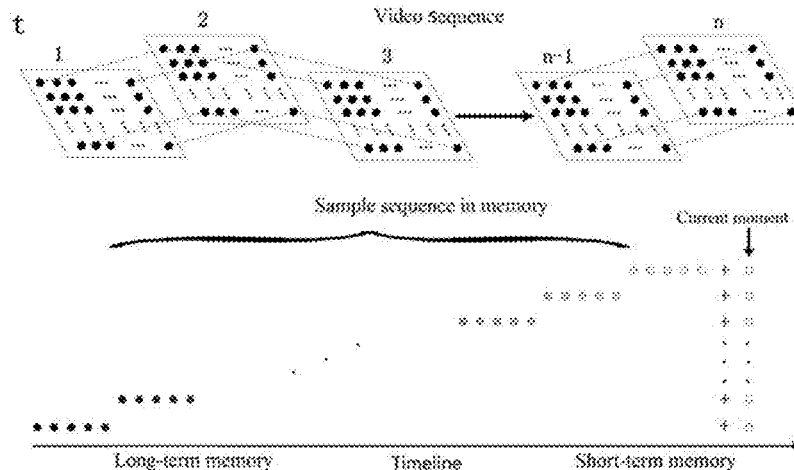 t
Video sequence
1
2
3
n-1
n
Sample sequence in memory
Current moment
Long-term memory
Timeline
Short-term memory